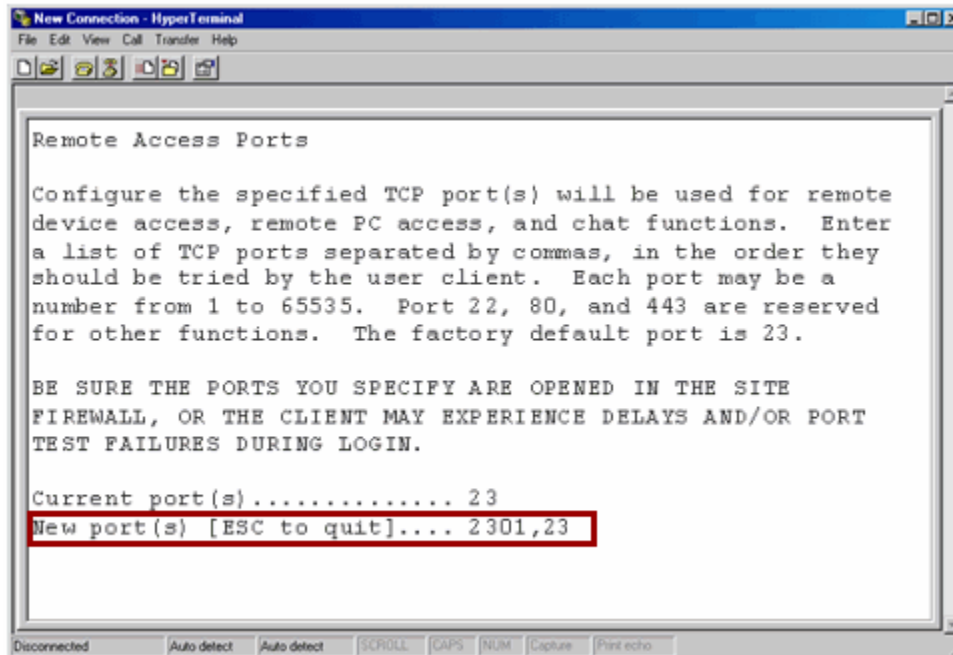 New Connection - HyperTerminal
File Edit View Call Transfer Help
Remote Access Ports
Configure the specified TCP port(s) will be used for remote
device access, remote PC access, and chat functions. Enter
a list of TCP ports separated by commas, in the order they
should be tried by the user client. Each port may be a
number from 1 to 65535. Port 22, 80, and 443 are reserved
for other functions. The factory default port is 23.
BE SURE THE PORTS YOU SPECIFY ARE OPENED IN THE SITE
FIREWALL, OR THE CLIENT MAY EXPERIENCE DELAYS AND/OR PORT
TEST FAILURES DURING LOGIN.
Current port(s).............. 23
New port(s) [ESC to quit].... 2301,23
Disconnected Auto detect Auto detect SCROLL CAPS NUM Capture Print echo